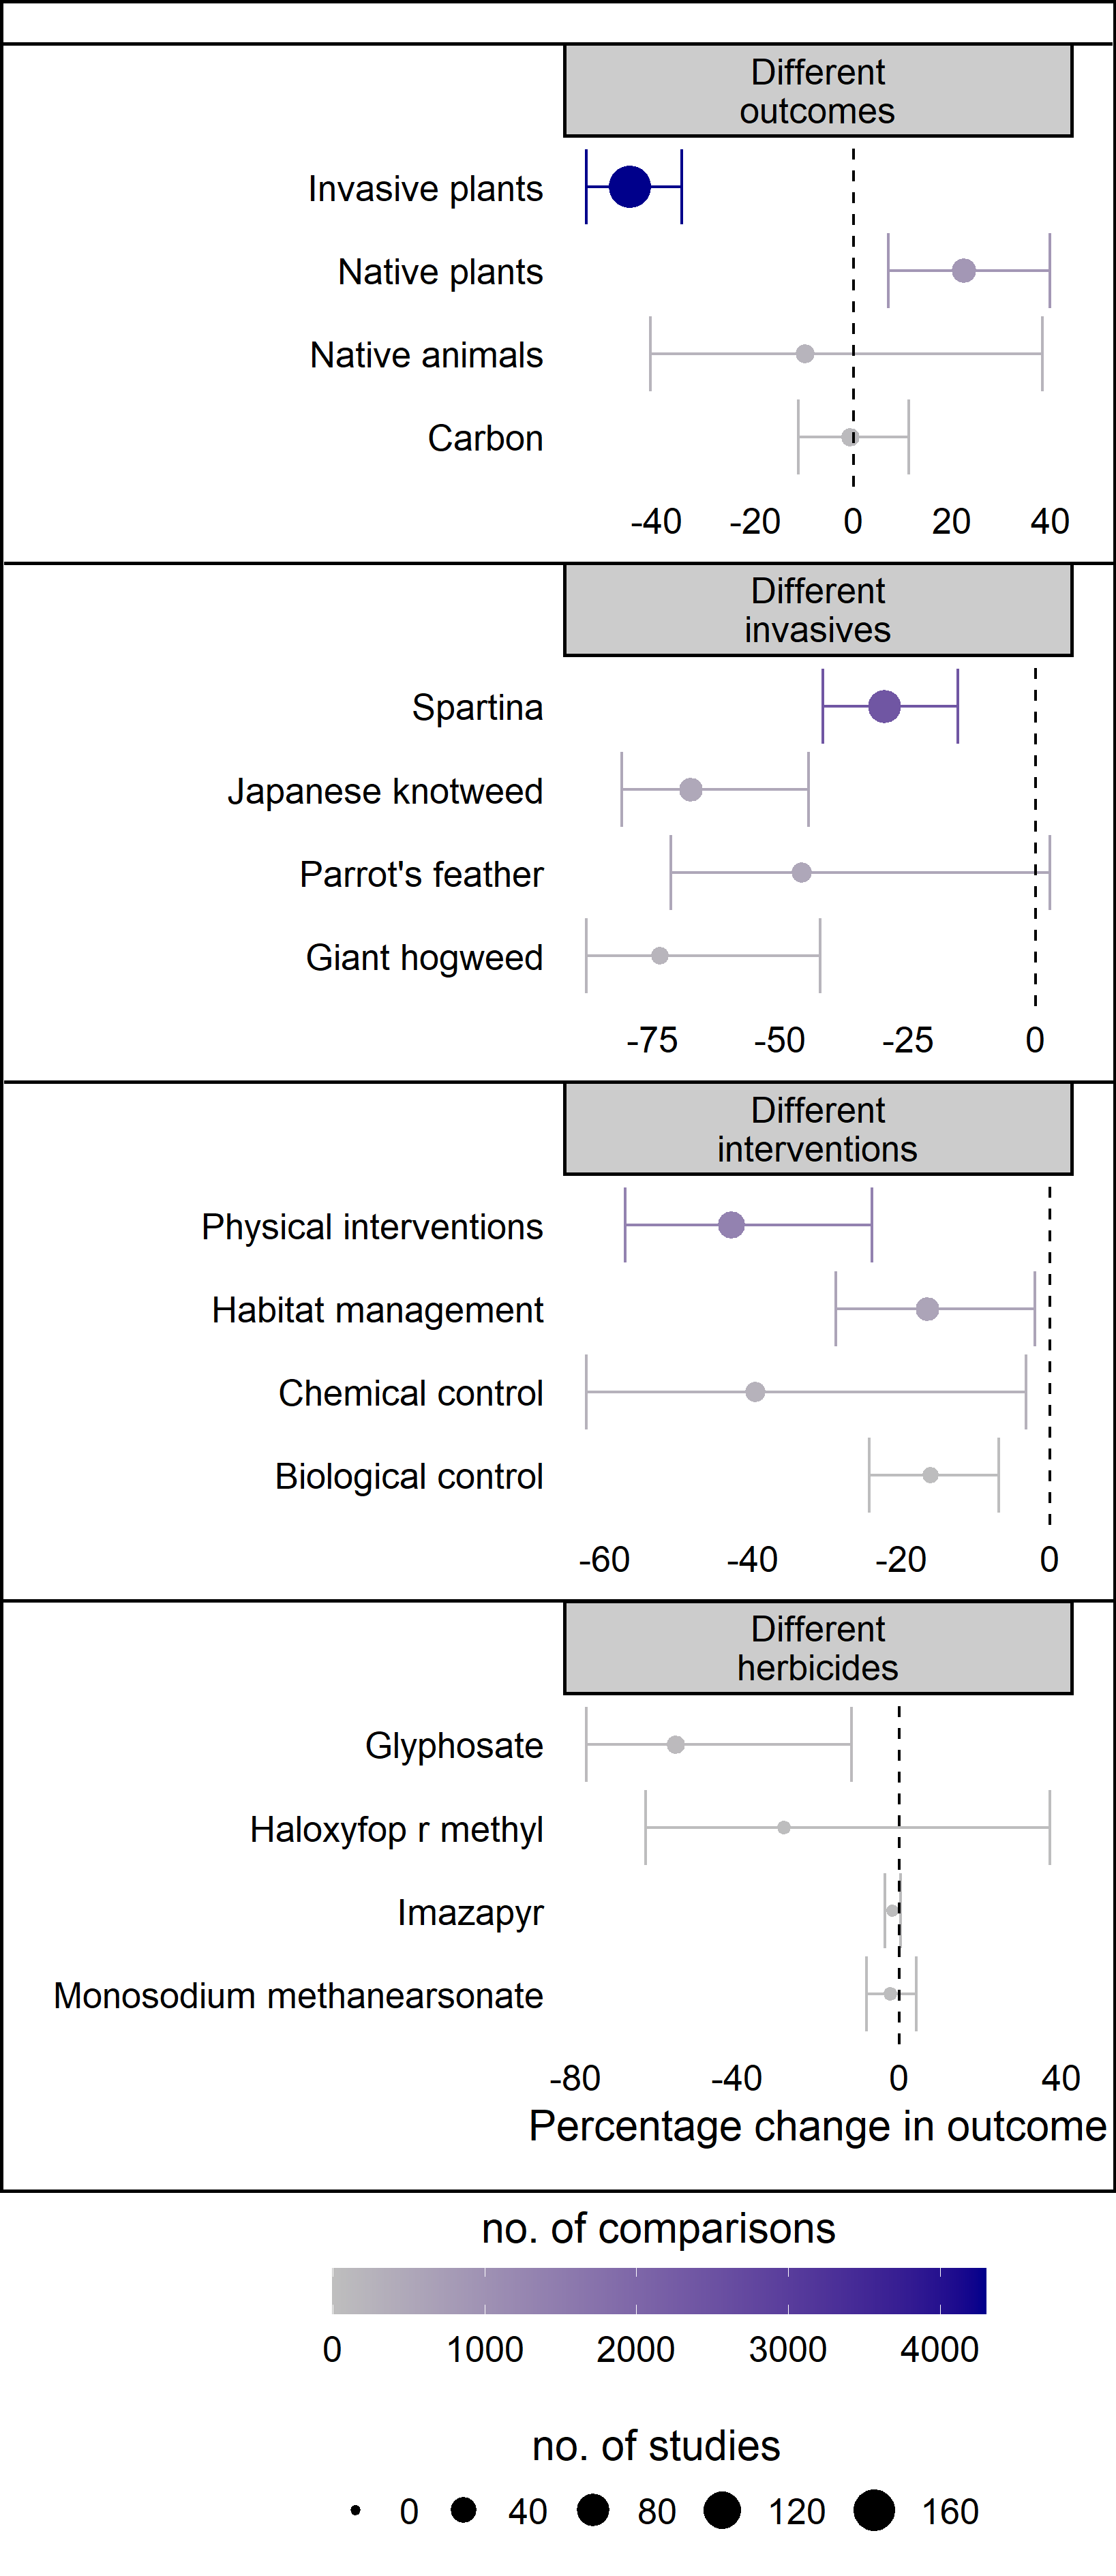 Different
outcomes
Invasive plants
Native plants
Native animals
Carbon
-40 -20 0 20 40
Different
invasives
Spartina
Japanese knotweed
Parrot's feather
Giant hogweed
-75 -50 -25 0
Different
interventions
Physical interventions
Habitat management
Chemical control
Biological control
-60 -40 -20 0
Different
herbicides
Glyphosate
Haloxyfop r methyl
Imazapyr
Monosodium methanearsonate
-80 -40 0 40
Percentage change in outcome
no. of comparisons
0 1000 2000 3000 4000
no. of studies
0 40 80 120 160